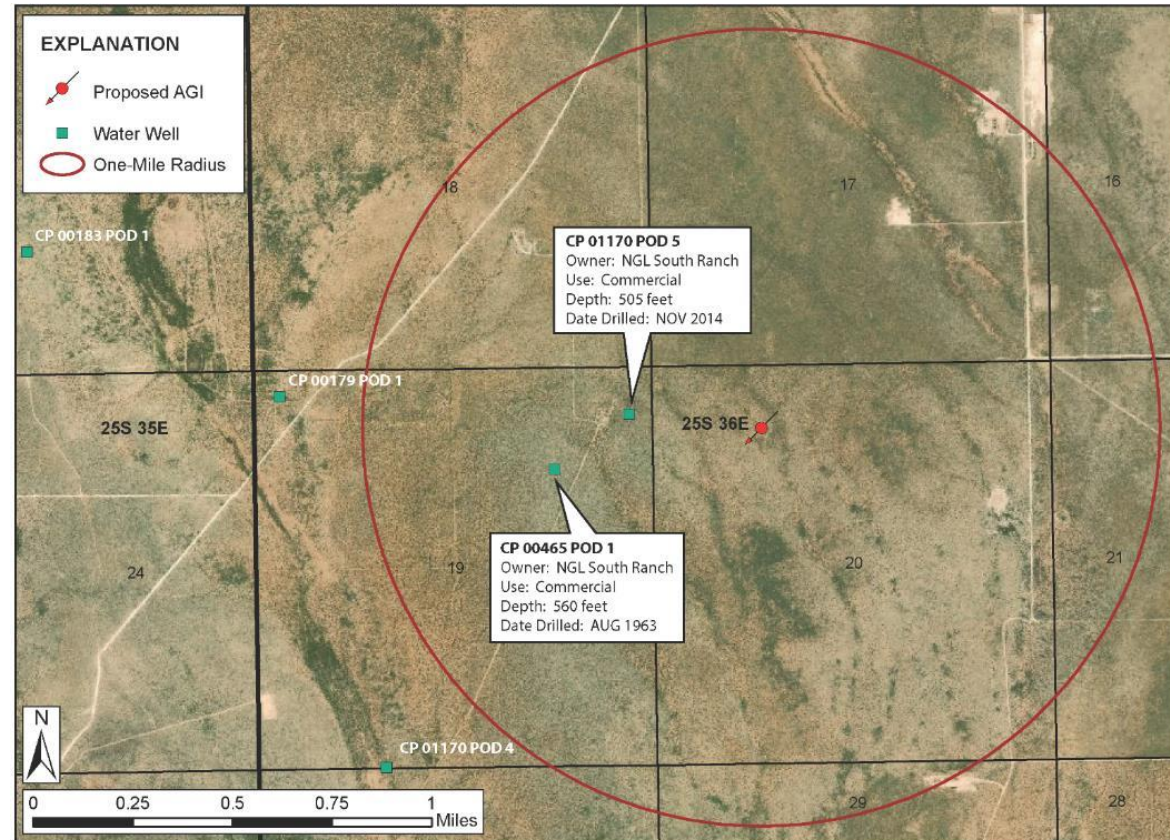 EXPLANATION
Proposed AGI
Water Well
One-Mile Radius
18
17
16
CP 00183 POD 1
CP 01170 POD 5
Owner: NGL South Ranch
Use: Commercial
Depth: 505 feet
Date Drilled: NOV 2014
CP 00179 POD 1
25S 35E
25S 36E
24
19
20
21
CP 00465 POD 1
Owner: NGL South Ranch
Use: Commercial
Depth: 560 feet
Date Drilled: AUG 1963
CP 01170 POD 4
N
0 0.25 0.5 0.75 1
Miles
29
28